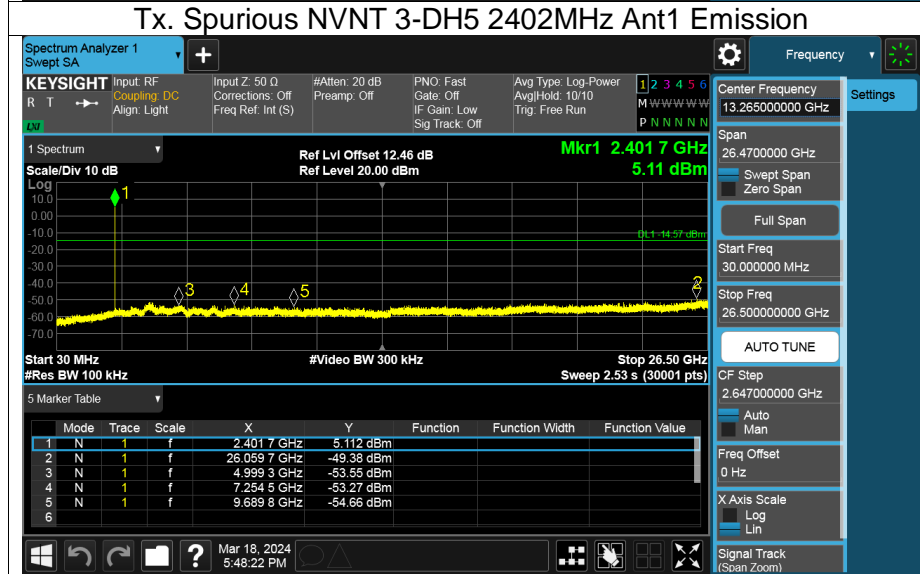 Tx. Spurious NVNT 3-DH5 2402MHz Ant1 Emission
Spectrum Analyzer 1
Swept SA
+
Frequency
KEYSIGHT
R T
LXI
Input: RF
Coupling: DC
Align: Light
Input Z: 50 Ω
Corrections: Off
Freq Ref: Int (S)
#Atten: 20 dB
Preamp: Off
PNO: Fast
Gate: Off
IF Gain: Low
Sig Track: Off
Avg Type: Log-Power
Avg|Hold: 10/10
Trig: Free Run
1 2 3 4 5 6
M W W W W W
P N N N N N
1 Spectrum
Scale/Div 10 dB
Ref Lvl Offset 12.46 dB
Ref Level 20.00 dBm
Mkr1 2.401 7 GHz
5.11 dBm
Log
10.0
0.00
-10.0
-20.0
-30.0
-40.0
-50.0
-60.0
-70.0
1
DL1 -14.57 dBm
3
4
5
2
Start 30 MHz
#Res BW 100 kHz
#Video BW 300 kHz
Stop 26.50 GHz
Sweep 2.53 s (30001 pts)
5 Marker Table
Mode Trace Scale X Y Function Function Width Function Value
1 N 1 f 2.401 7 GHz 5.112 dBm
2 N 1 f 26.059 7 GHz -49.38 dBm
3 N 1 f 4.999 3 GHz -53.55 dBm
4 N 1 f 7.254 5 GHz -53.27 dBm
5 N 1 f 9.689 8 GHz -54.66 dBm
6
?
Mar 18, 2024
5:48:22 PM
Center Frequency
13.265000000 GHz
Settings
Span
26.4700000 GHz
Swept Span
Zero Span
Full Span
Start Freq
30.000000 MHz
Stop Freq
26.500000000 GHz
AUTO TUNE
CF Step
2.647000000 GHz
Auto
Man
Freq Offset
0 Hz
X Axis Scale
Log
Lin
Signal Track
(Span Zoom)